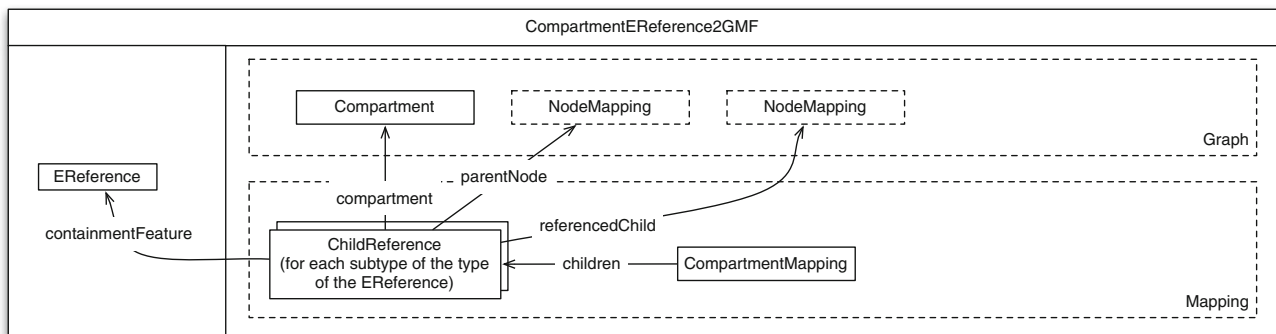 CompartmentEReference2GMF
Compartment
NodeMapping
NodeMapping
Graph
EReference
parentNode
compartment
referencedChild
containmentFeature
ChildReference
(for each subtype of the type
of the EReference)
children
CompartmentMapping
Mapping